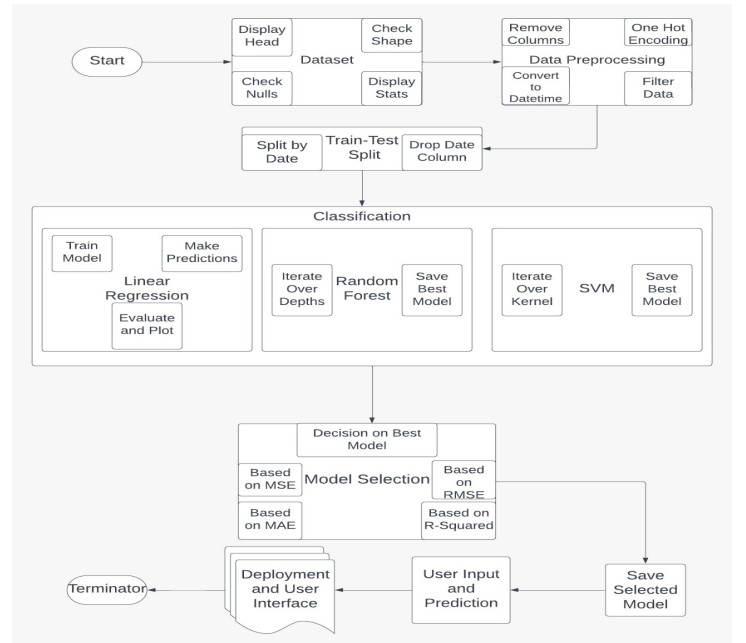 Start
Display
Head
Check
Shape
Dataset
Check
Nulls
Display
Stats
Remove
Columns
One Hot
Encoding
Data Preprocessing
Convert
to
Datetime
Filter
Data
Split by
Date
Train-Test
Split
Drop Date
Column
Classification
Train
Model
Make
Predictions
Linear
Regression
Evaluate
and Plot
Iterate
Over
Depths
Random
Forest
Save
Best
Model
Iterate
Over
Kernel
SVM
Save
Best
Model
Decision on Best
Model
Based
on MSE
Model Selection
Based
on
RMSE
Based
on MAE
Based on
R-Squared
Terminator
Deployment
and User
Interface
User Input
and
Prediction
Save
Selected
Model